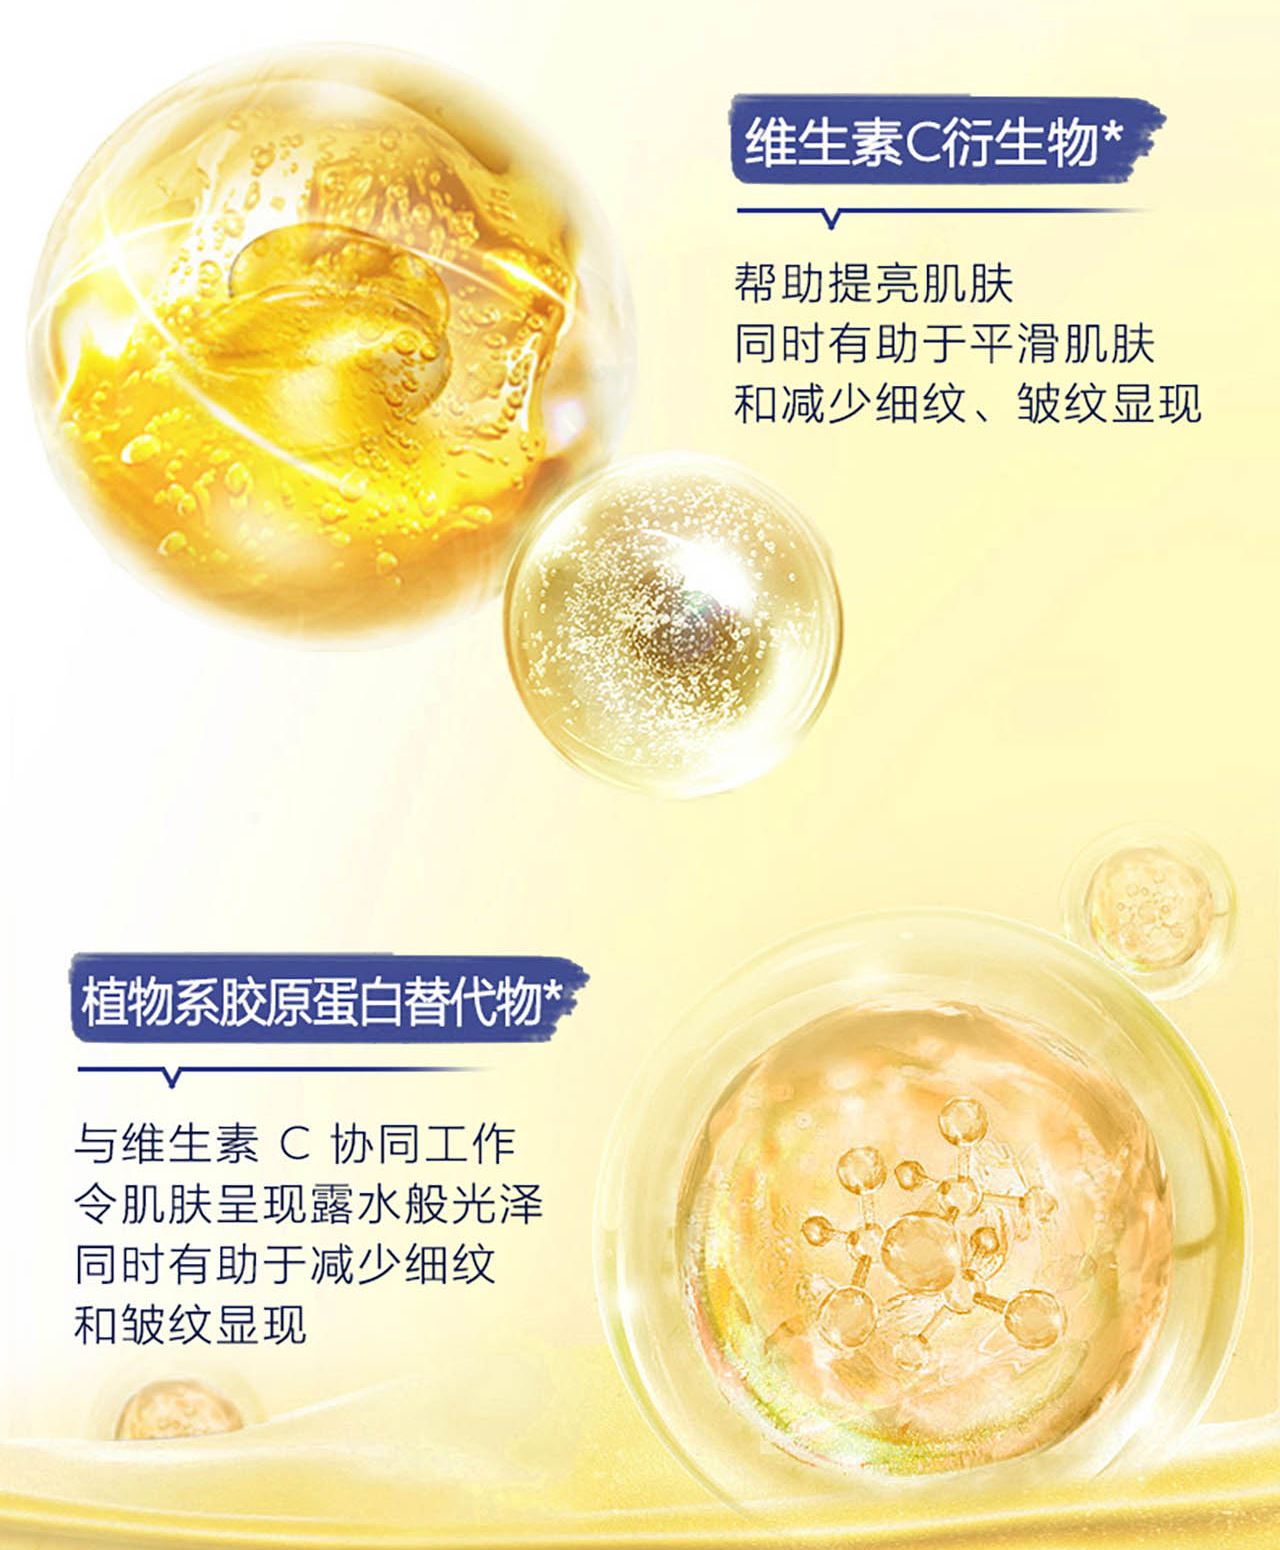 维生素C衍生物*
帮助提亮肌肤
同时有助于平滑肌肤
和减少细纹、皱纹显现
植物系胶原蛋白替代物*
与维生素 C 协同工作
令肌肤呈现露水般光泽
同时有助于减少细纹
和皱纹显现